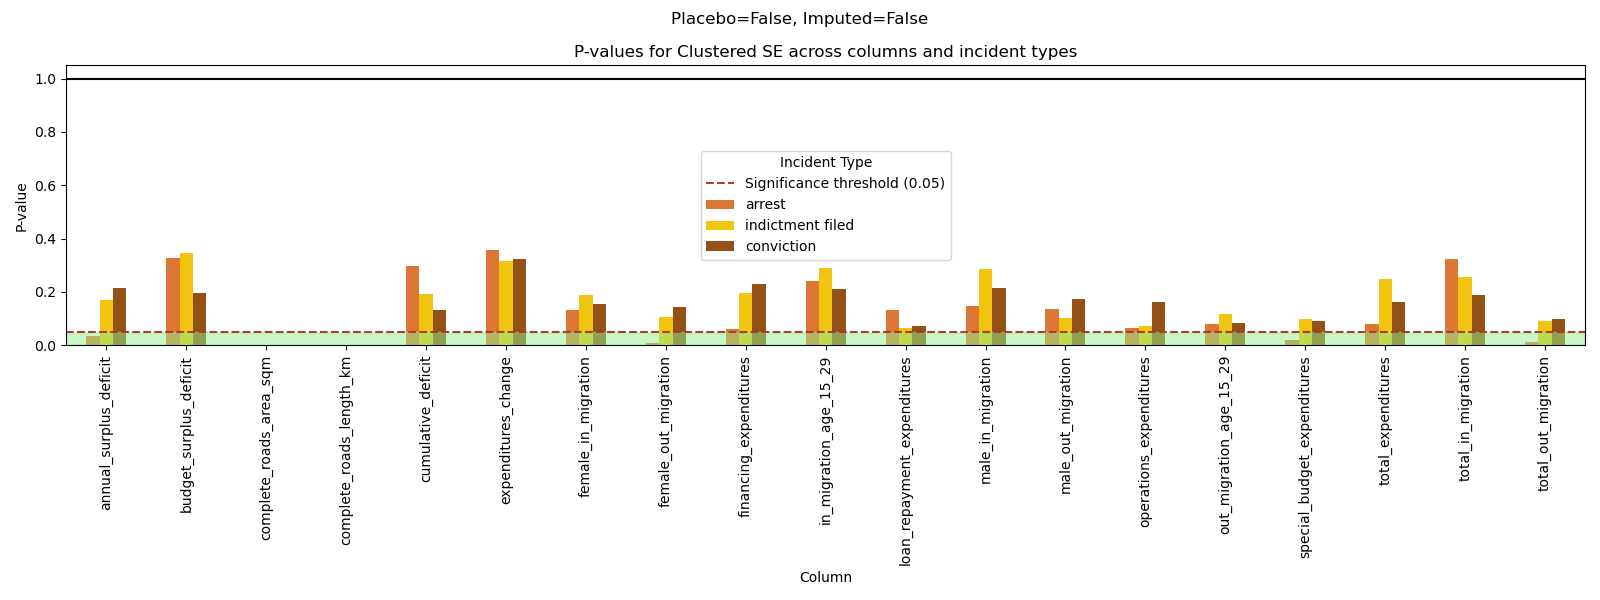 Placebo=False, Imputed=False
P-values for Clustered SE across columns and incident types
P-value
1.0
0.8
0.6
0.4
0.2
0.0
Incident Type
Significance threshold (0.05)
arrest
indictment filed
conviction
annual_surplus_deficit
budget_surplus_deficit
complete_roads_area_sqm
complete_roads_length_km
cumulative_deficit
expenditures_change
female_in_migration
female_out_migration
financing_expenditures
in_migration_age_15_29
loan_repayment_expenditures
male_in_migration
male_out_migration
operations_expenditures
out_migration_age_15_29
special_budget_expenditures
total_expenditures
total_in_migration
total_out_migration
Column